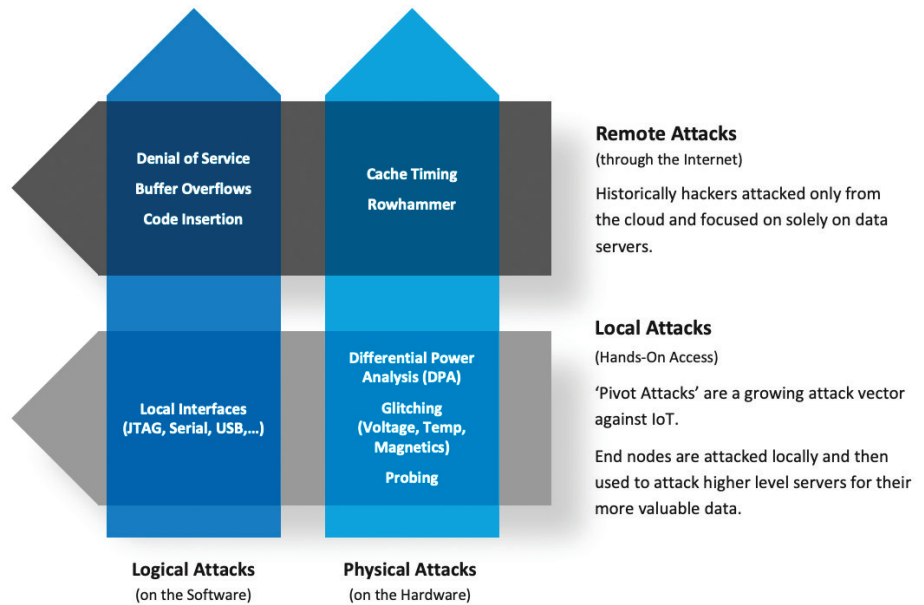 Denial of Service
Buffer Overflows
Code Insertion
Cache Timing
Rowhammer
Remote Attacks
(through the Internet)
Historically hackers attacked only from
the cloud and focused on solely on data
servers.
Local Interfaces
(JTAG, Serial, USB,...)
Differential Power
Analysis (DPA)
Glitching
(Voltage, Temp,
Magnetics)
Probing
Local Attacks
(Hands-On Access)
‘Pivot Attacks’ are a growing attack vector
against IoT.
End nodes are attacked locally and then
used to attack higher level servers for their
more valuable data.
Logical Attacks
(on the Software)
Physical Attacks
(on the Hardware)